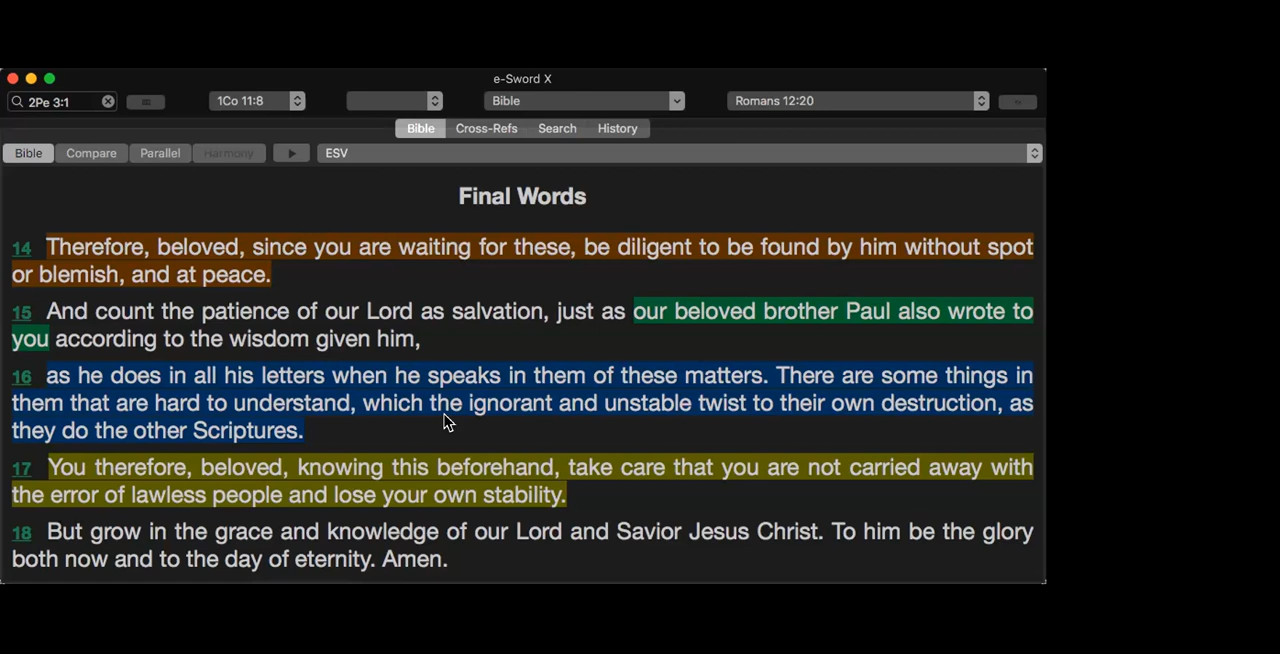 e-Sword X
2Pe 3:1 1Co 11:8 Bible Romans 12:20
Bible Cross-Refs Search History
Bible Compare Parallel Harmony ESV
Final Words
14 Therefore, beloved, since you are waiting for these, be diligent to be found by him without spot
or blemish, and at peace.
15 And count the patience of our Lord as salvation, just as our beloved brother Paul also wrote to
you according to the wisdom given him,
16 as he does in all his letters when he speaks in them of these matters. There are some things in
them that are hard to understand, which the ignorant and unstable twist to their own destruction, as
they do the other Scriptures.
17 You therefore, beloved, knowing this beforehand, take care that you are not carried away with
the error of lawless people and lose your own stability.
18 But grow in the grace and knowledge of our Lord and Savior Jesus Christ. To him be the glory
both now and to the day of eternity. Amen.